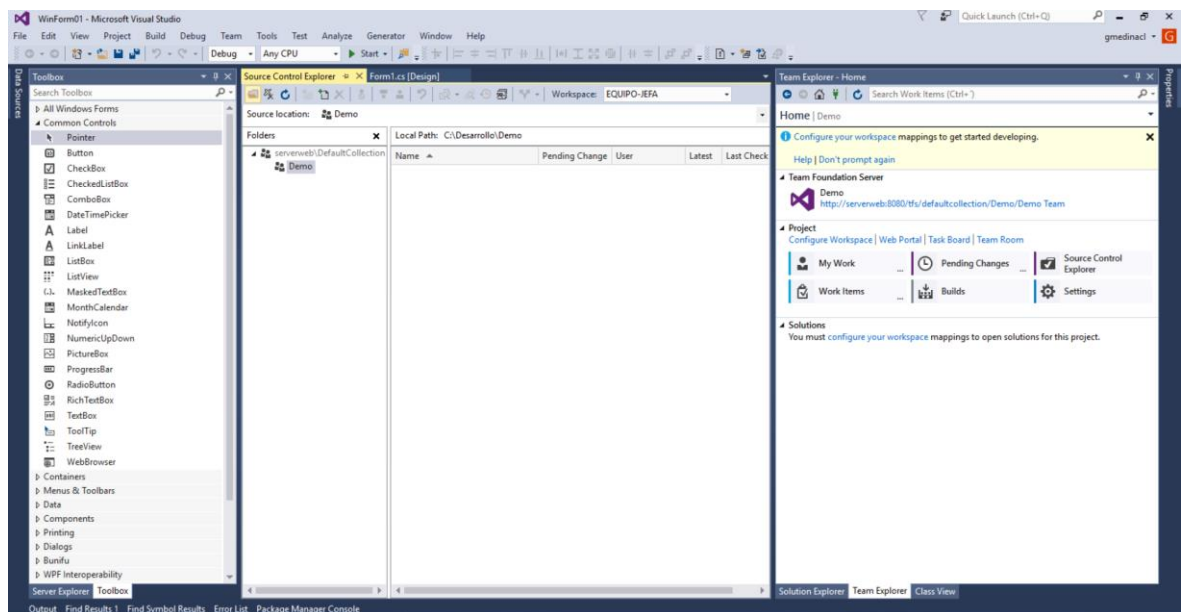 WinForm01 - Microsoft Visual Studio
Quick Launch (Ctrl+Q)
File Edit View Project Build Debug Team Tools Test Analyze Generator Window Help
gmedinacl
G
Debug Any CPU Start
Data Sources
Toolbox
Search Toolbox
All Windows Forms
Common Controls
Pointer
Button
CheckBox
CheckedListBox
ComboBox
DateTimePicker
Label
LinkLabel
ListBox
ListView
MaskedTextBox
MonthCalendar
NotifyIcon
NumericUpDown
PictureBox
ProgressBar
RadioButton
RichTextBox
TextBox
ToolTip
TreeView
WebBrowser
Containers
Menus & Toolbars
Data
Components
Printing
Dialogs
Bunifu
WPF Interoperability
Server Explorer Toolbox
Source Control Explorer Form1.cs [Design]
Workspace: EQUIPO-JEFA
Source location: Demo
Folders
serverweb\DefaultCollection
Demo
Local Path: C:\Desarrollo\Demo
Name Pending Change User Latest Last Check
Team Explorer - Home
Search Work Items (Ctrl+')
Home | Demo
Configure your workspace mappings to get started developing.
Help | Don't prompt again
Team Foundation Server
Demo
http://serverweb:8080/tfs/defaultcollection/Demo/Demo Team
Project
Configure Workspace | Web Portal | Task Board | Team Room
My Work ...
Pending Changes ...
Source Control Explorer
Work Items ...
Builds
Settings
Solutions
You must configure your workspace mappings to open solutions for this project.
Solution Explorer Team Explorer Class View
Properties
Output Find Results 1 Find Symbol Results Error List Package Manager Console